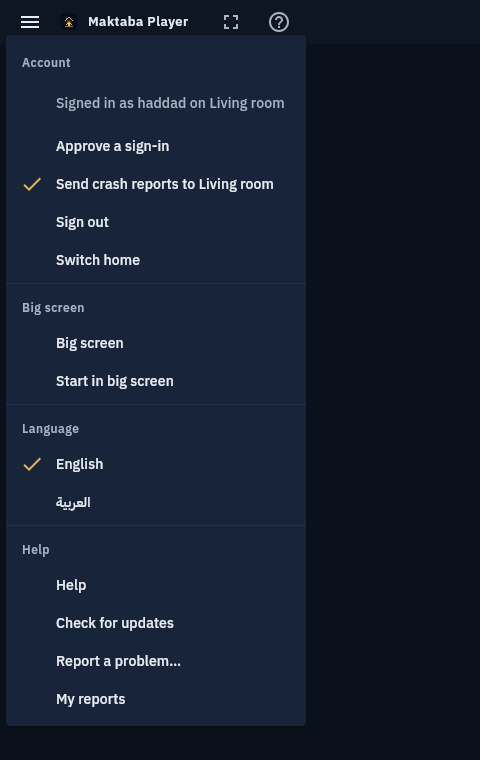 Maktaba Player
Account
Signed in as haddad on Living room
Approve a sign-in
Send crash reports to Living room
Sign out
Switch home
Big screen
Big screen
Start in big screen
Language
English
العربية
Help
Help
Check for updates
Report a problem...
My reports